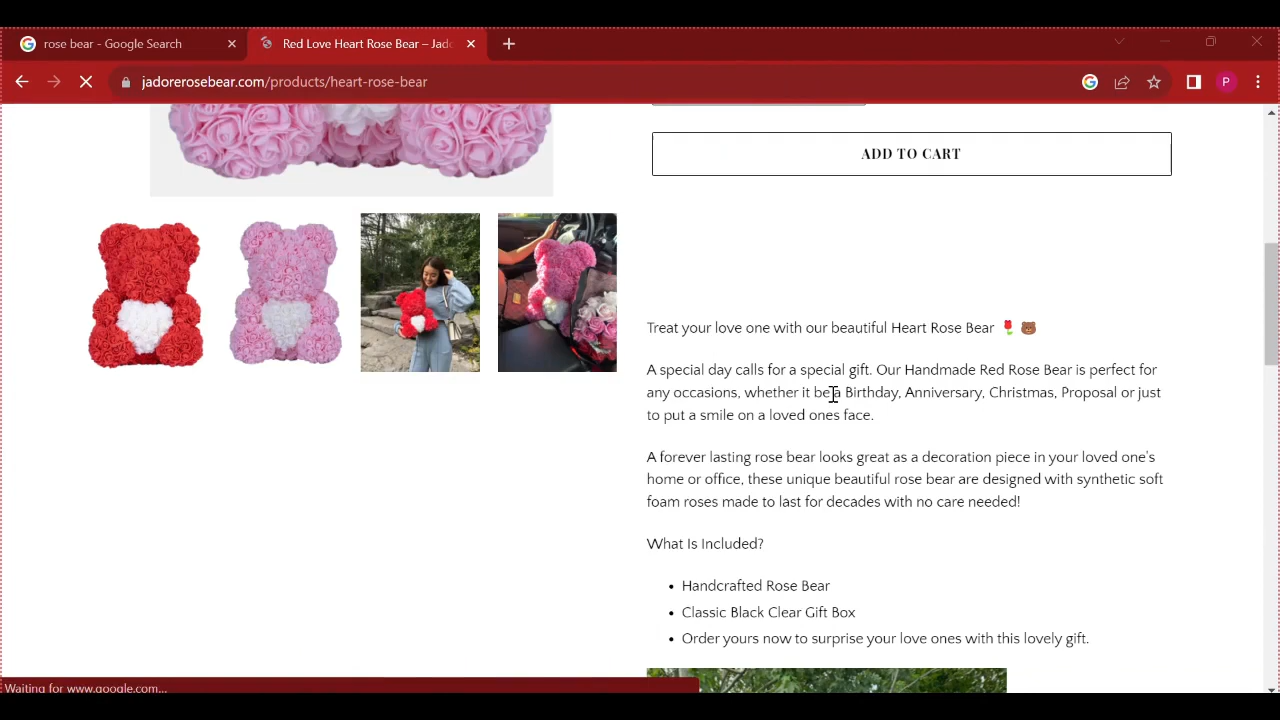 rose bear - Google Search
Red Love Heart Rose Bear – Jado
jadorerosebear.com/products/heart-rose-bear
P
ADD TO CART
Treat your love one with our beautiful Heart Rose Bear 🌷 🐻
A special day calls for a special gift. Our Handmade Red Rose Bear is perfect for
any occasions, whether it be a Birthday, Anniversary, Christmas, Proposal or just
to put a smile on a loved ones face.
A forever lasting rose bear looks great as a decoration piece in your loved one's
home or office, these unique beautiful rose bear are designed with synthetic soft
foam roses made to last for decades with no care needed!
What Is Included?
• Handcrafted Rose Bear
• Classic Black Clear Gift Box
• Order yours now to surprise your love ones with this lovely gift.
Waiting for www.google.com...